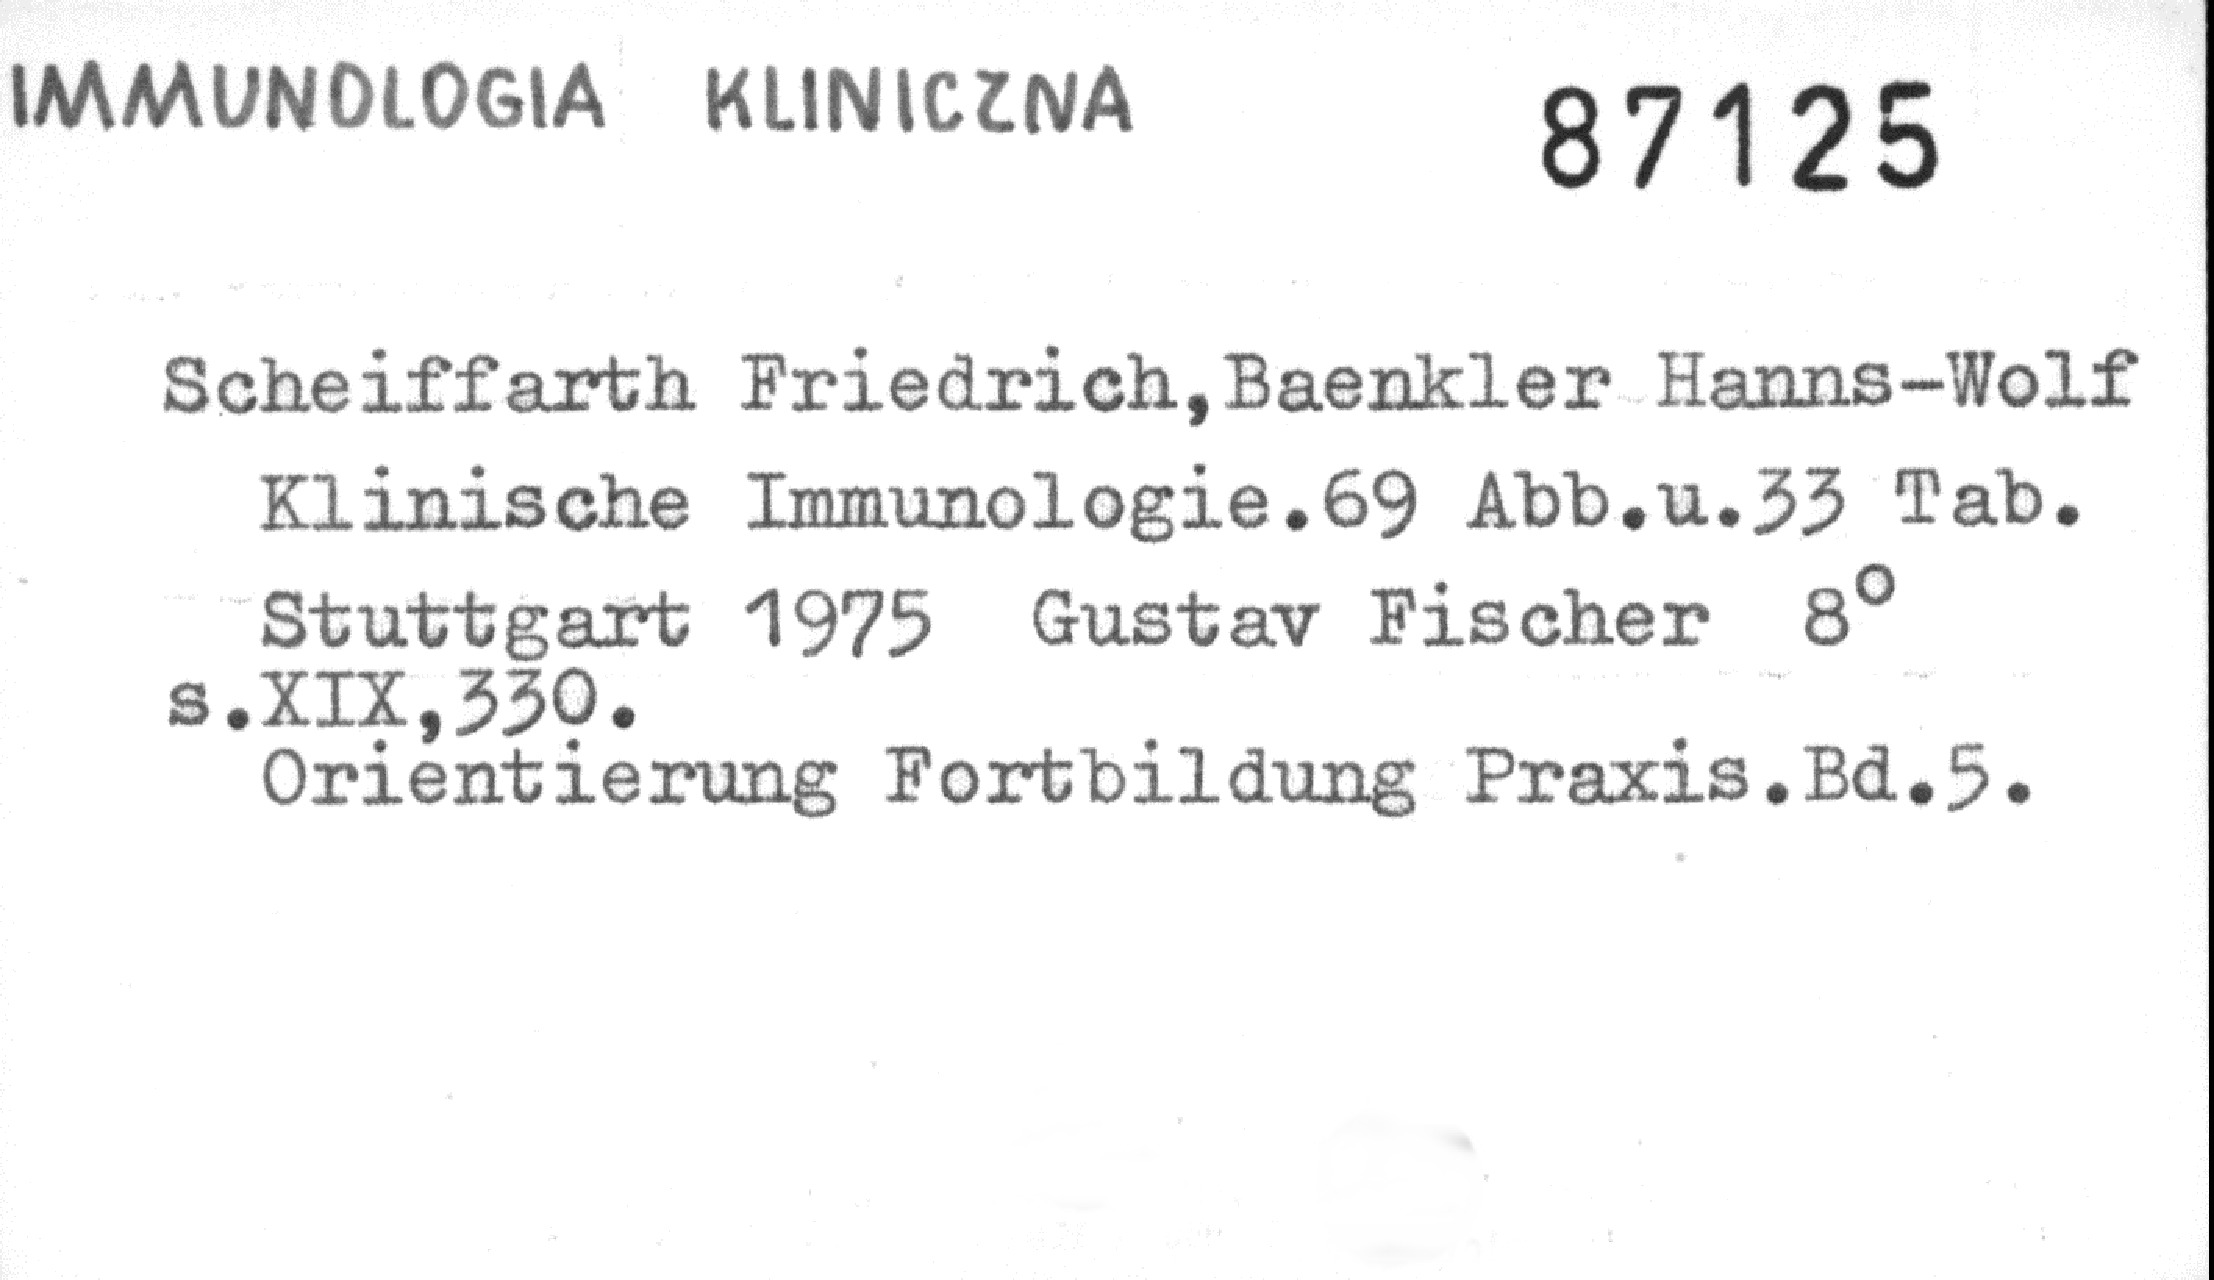 IMMUNOLOGIA KLINICZNA 87125
Scheiffarth Friedrich,Baenkler Hanns-Wolf
Klinische Immunologie.69 Abb.u.33 Tab.
Stuttgart 1975 Gustav Fischer 8°
s.XIX,330.
Orientierung Fortbildung Praxis.Bd.5.